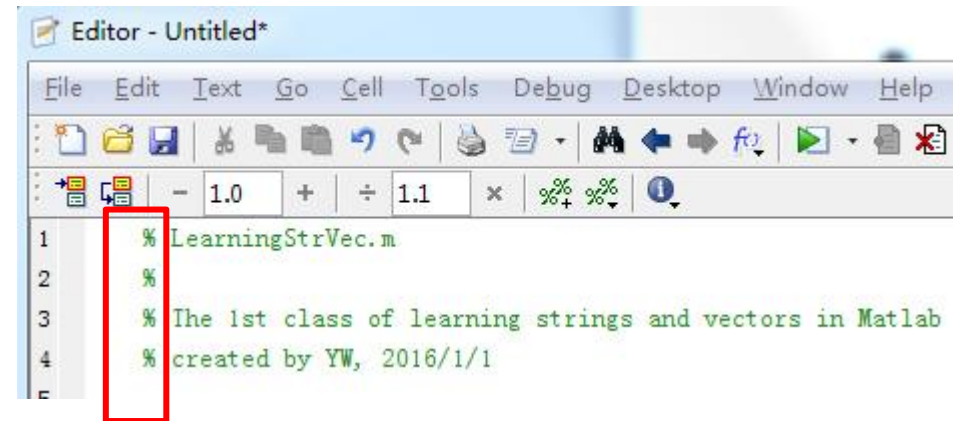 Editor - Untitled*
File Edit Text Go Cell Tools Debug Desktop Window Help
- 1.0 + ÷ 1.1 ×
1 % LearningStrVec.m
2 %
3 % The 1st class of learning strings and vectors in Matlab
4 % created by YW, 2016/1/1